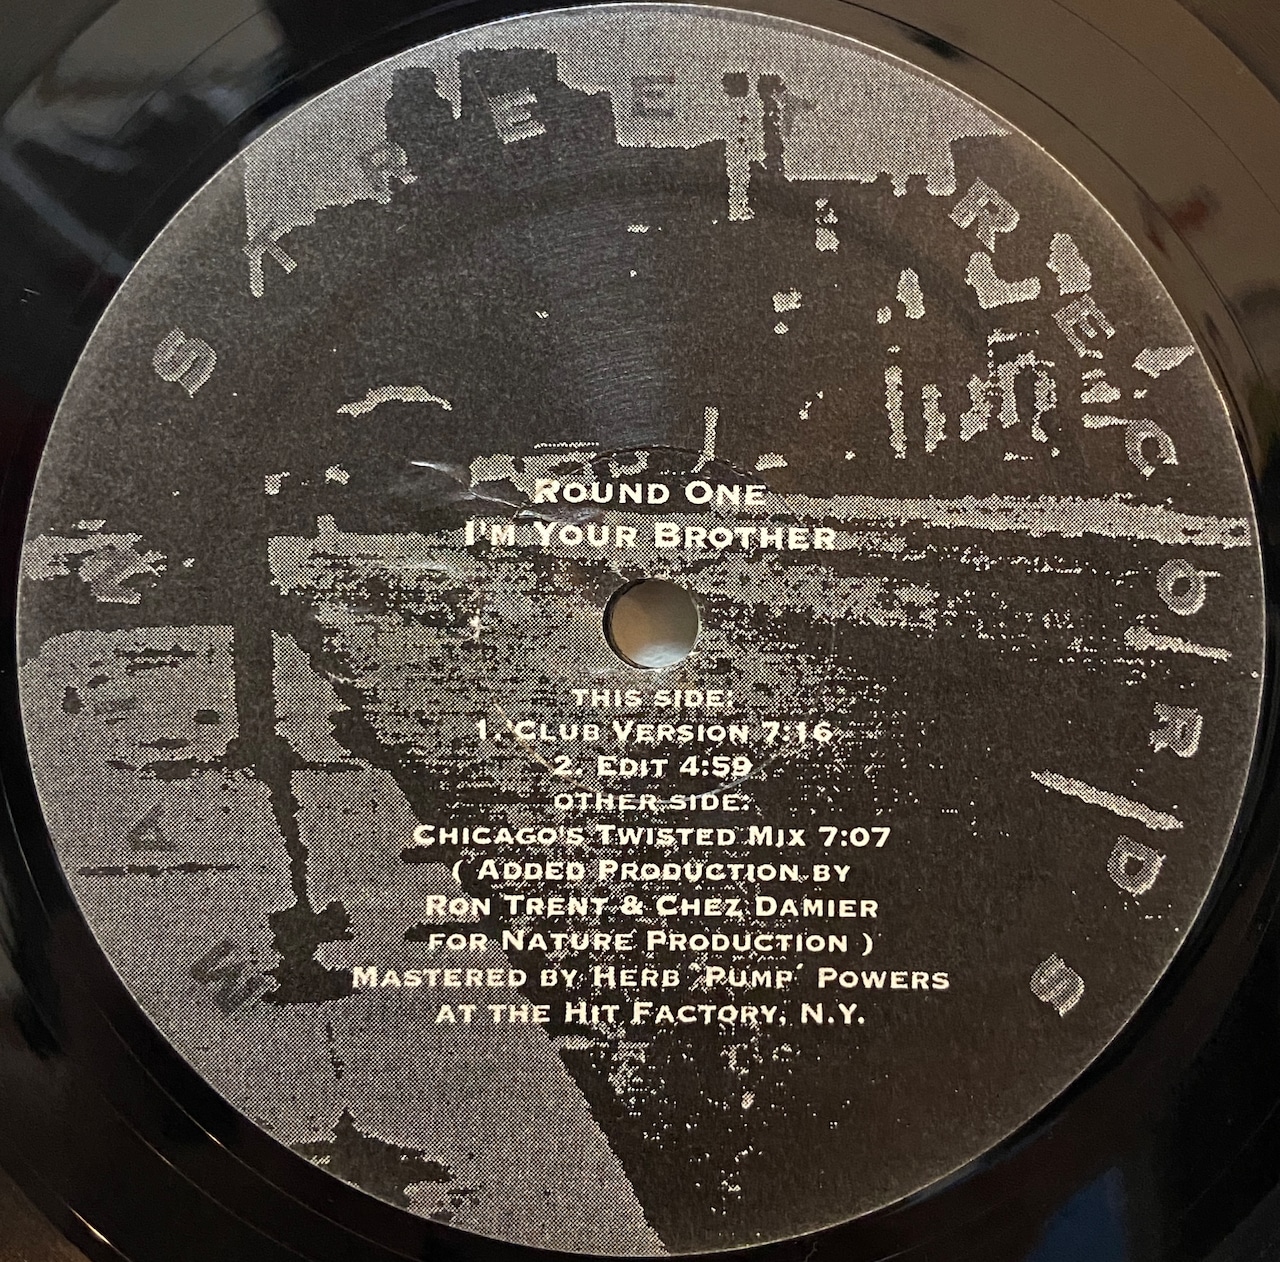 MAIN STREET RECORDS
ROUND ONE
I'M YOUR BROTHER
THIS SIDE:
1. CLUB VERSION 7:16
2. EDIT 4:59
OTHER SIDE:
CHICAGO'S TWISTED MIX 7:07
( ADDED PRODUCTION BY
RON TRENT & CHEZ DAMIER
FOR NATURE PRODUCTION )
MASTERED BY HERB ´PUMP´ POWERS
AT THE HIT FACTORY, N.Y.